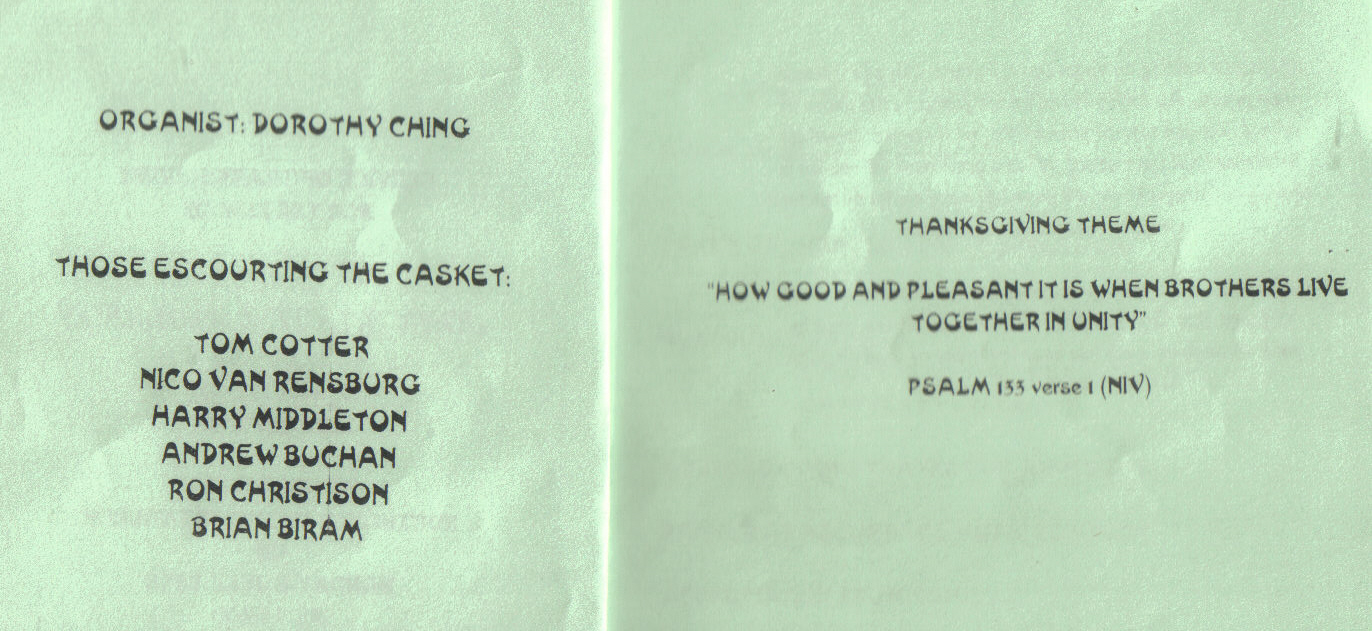 ORGANIST: DOROTHY CHING
THOSE ESCOURTING THE CASKET:
TOM COTTER
NICO VAN RENSBURG
HARRY MIDDLETON
ANDREW BUCHAN
RON CHRISTISON
BRIAN BIRAM
THANKSGIVING THEME
"HOW GOOD AND PLEASANT IT IS WHEN BROTHERS LIVE
TOGETHER IN UNITY"
PSALM 133 verse 1 (NIV)